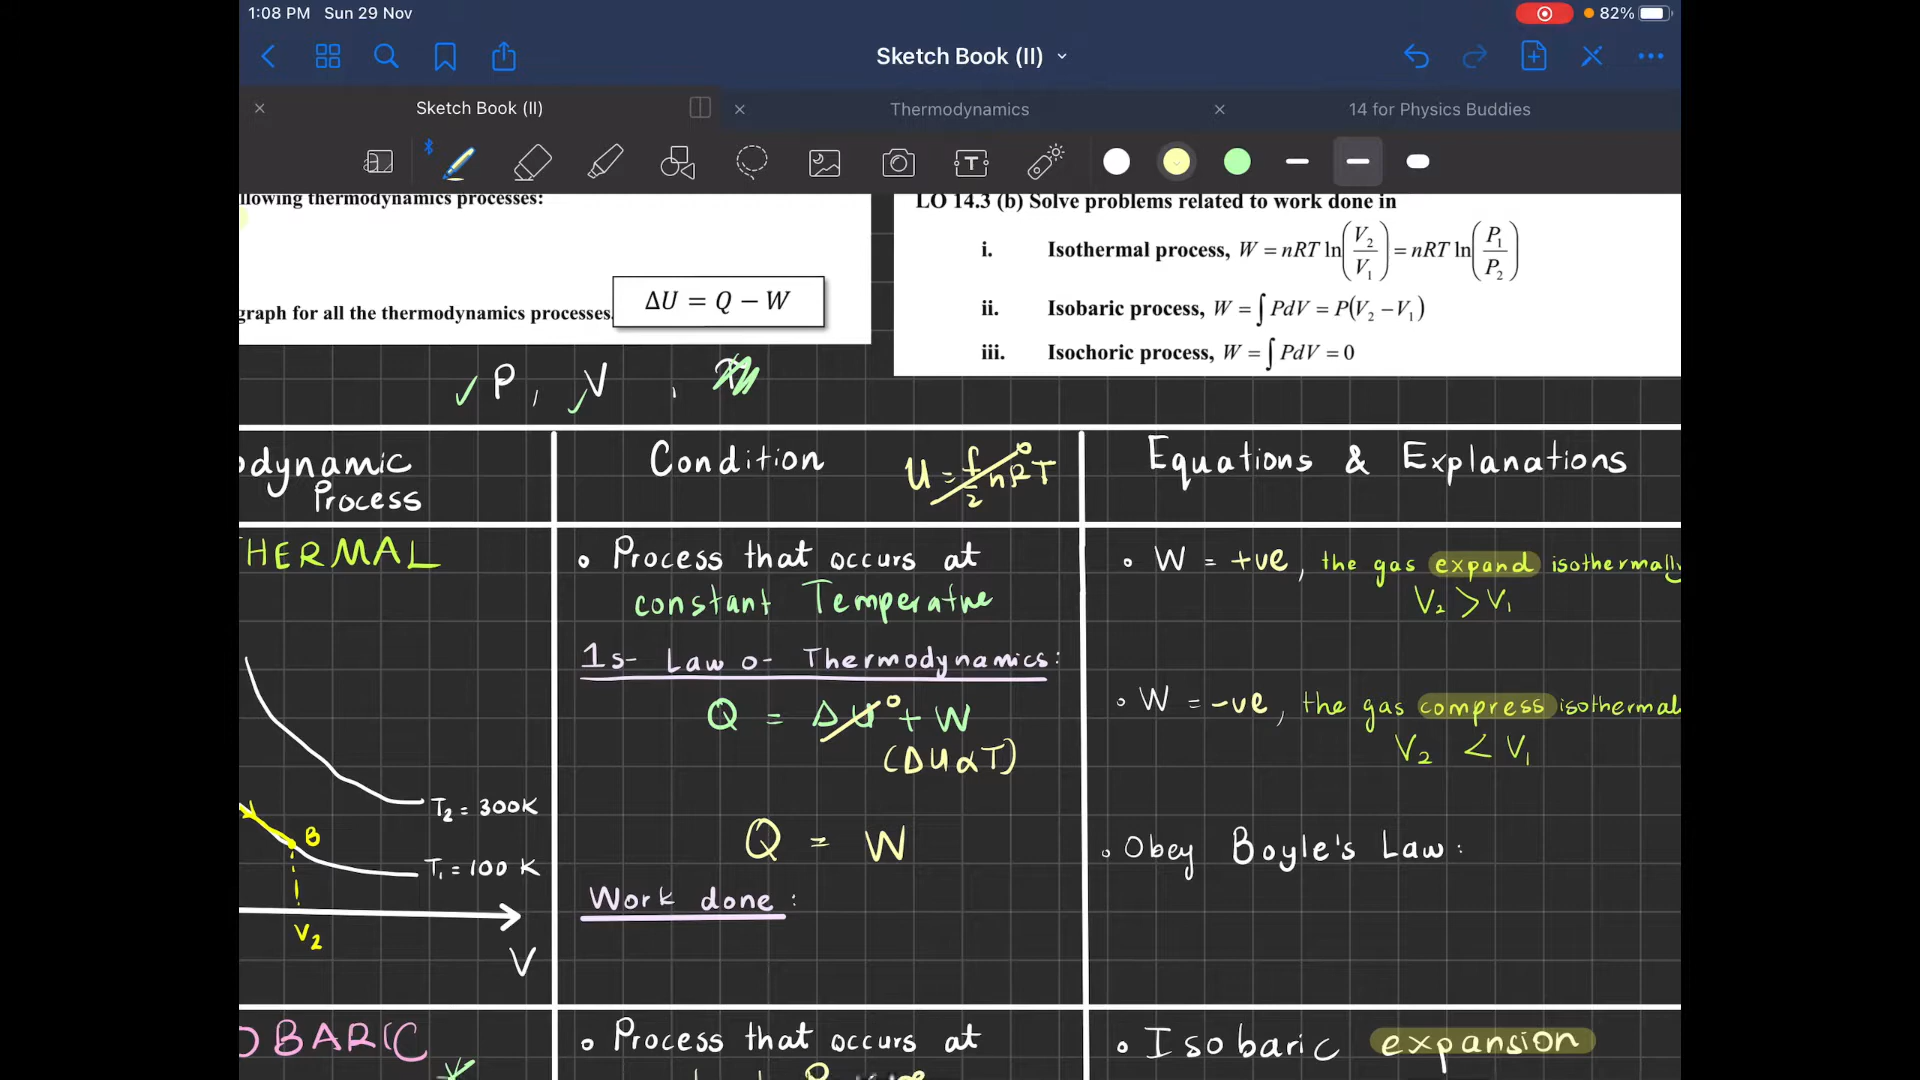 1:08 PM Sun 29 Nov
82%
Sketch Book (II)
Sketch Book (II)
Thermodynamics
14 for Physics Buddies
llowing thermodynamics processes:
graph for all the thermodynamics processes.
ΔU = Q − W
LO 14.3 (b) Solve problems related to work done in
i. Isothermal process, W = nRT ln(V₂/V₁) = nRT ln(P₁/P₂)
ii. Isobaric process, W = ∫PdV = P(V₂ − V₁)
iii. Isochoric process, W = ∫PdV = 0
✓ P, ✓ V ,
odynamic
Process
Condition
U = f/2 nRT 0
Equations & Explanations
HERMAL
T₂ = 300K
B
T₁ = 100 K
V₂
V
• Process that occurs at
constant Temperature
1s- Law o- Thermodynamics:
Q = ΔU⁰ + W
(ΔU α T)
Q = W
Work done :
• W = +ve, the gas expand isothermally
V₂ > V₁
• W = -ve, the gas compress isothermal
V₂ < V₁
• Obey Boyle's Law :
OBARIC
• Process that occurs at
• Isobaric expansion